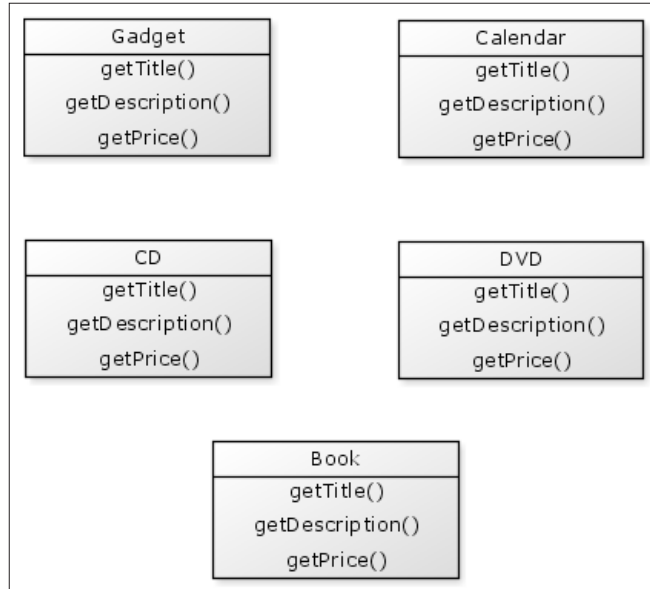 Gadget
getTitle()
getDescription()
getPrice()
Calendar
getTitle()
getDescription()
getPrice()
CD
getTitle()
getDescription()
getPrice()
DVD
getTitle()
getDescription()
getPrice()
Book
getTitle()
getDescription()
getPrice()